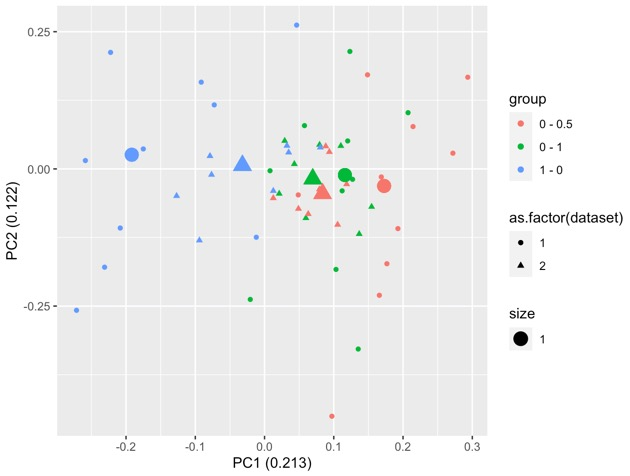 0.25
0.00
-0.25
PC2 (0.122)
-0.2 -0.1 0.0 0.1 0.2 0.3
PC1 (0.213)
group
0 - 0.5
0 - 1
1 - 0
as.factor(dataset)
1
2
size
1